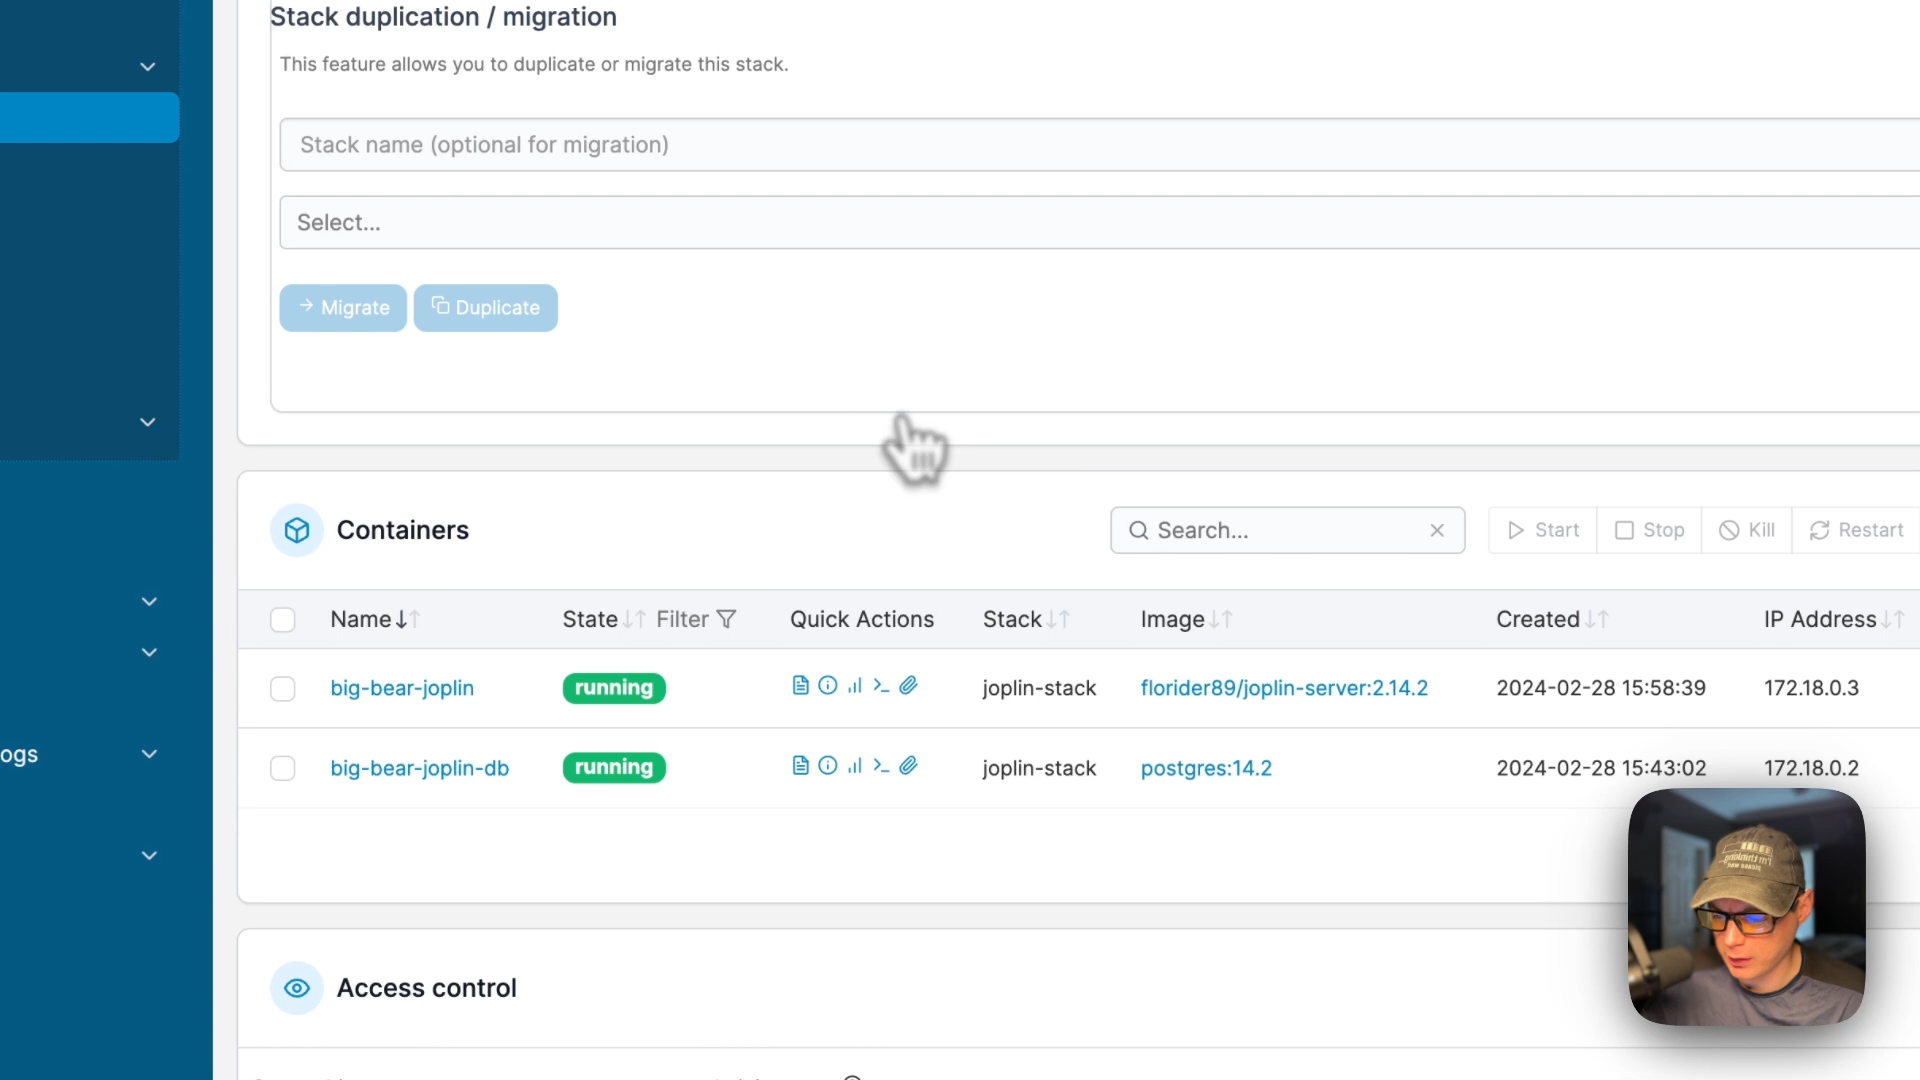 Stack duplication / migration
This feature allows you to duplicate or migrate this stack.
Stack name (optional for migration)
Select...
Migrate Duplicate
Containers Search... Start Stop Kill Restart
Name State Filter Quick Actions Stack Image Created IP Address
big-bear-joplin running joplin-stack florider89/joplin-server:2.14.2 2024-02-28 15:58:39 172.18.0.3
ogs
big-bear-joplin-db running joplin-stack postgres:14.2 2024-02-28 15:43:02 172.18.0.2
Access control